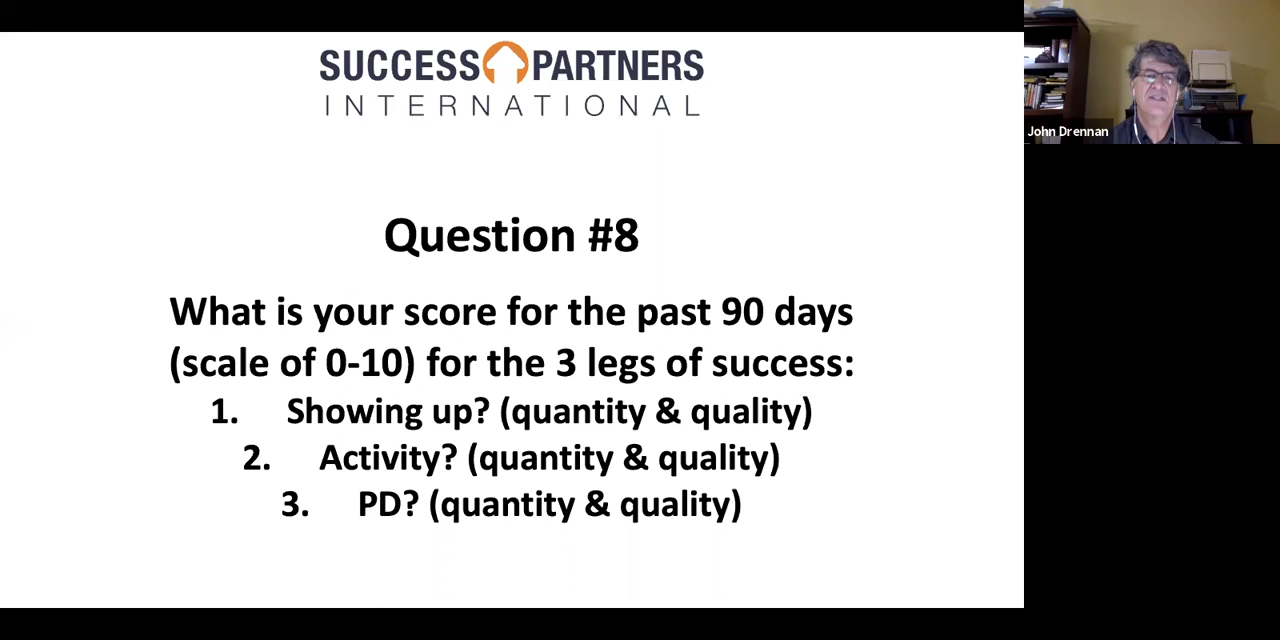 SUCCESS PARTNERS
INTERNATIONAL
John Drennan
Question #8
What is your score for the past 90 days
(scale of 0-10) for the 3 legs of success:
1. Showing up? (quantity & quality)
2. Activity? (quantity & quality)
3. PD? (quantity & quality)